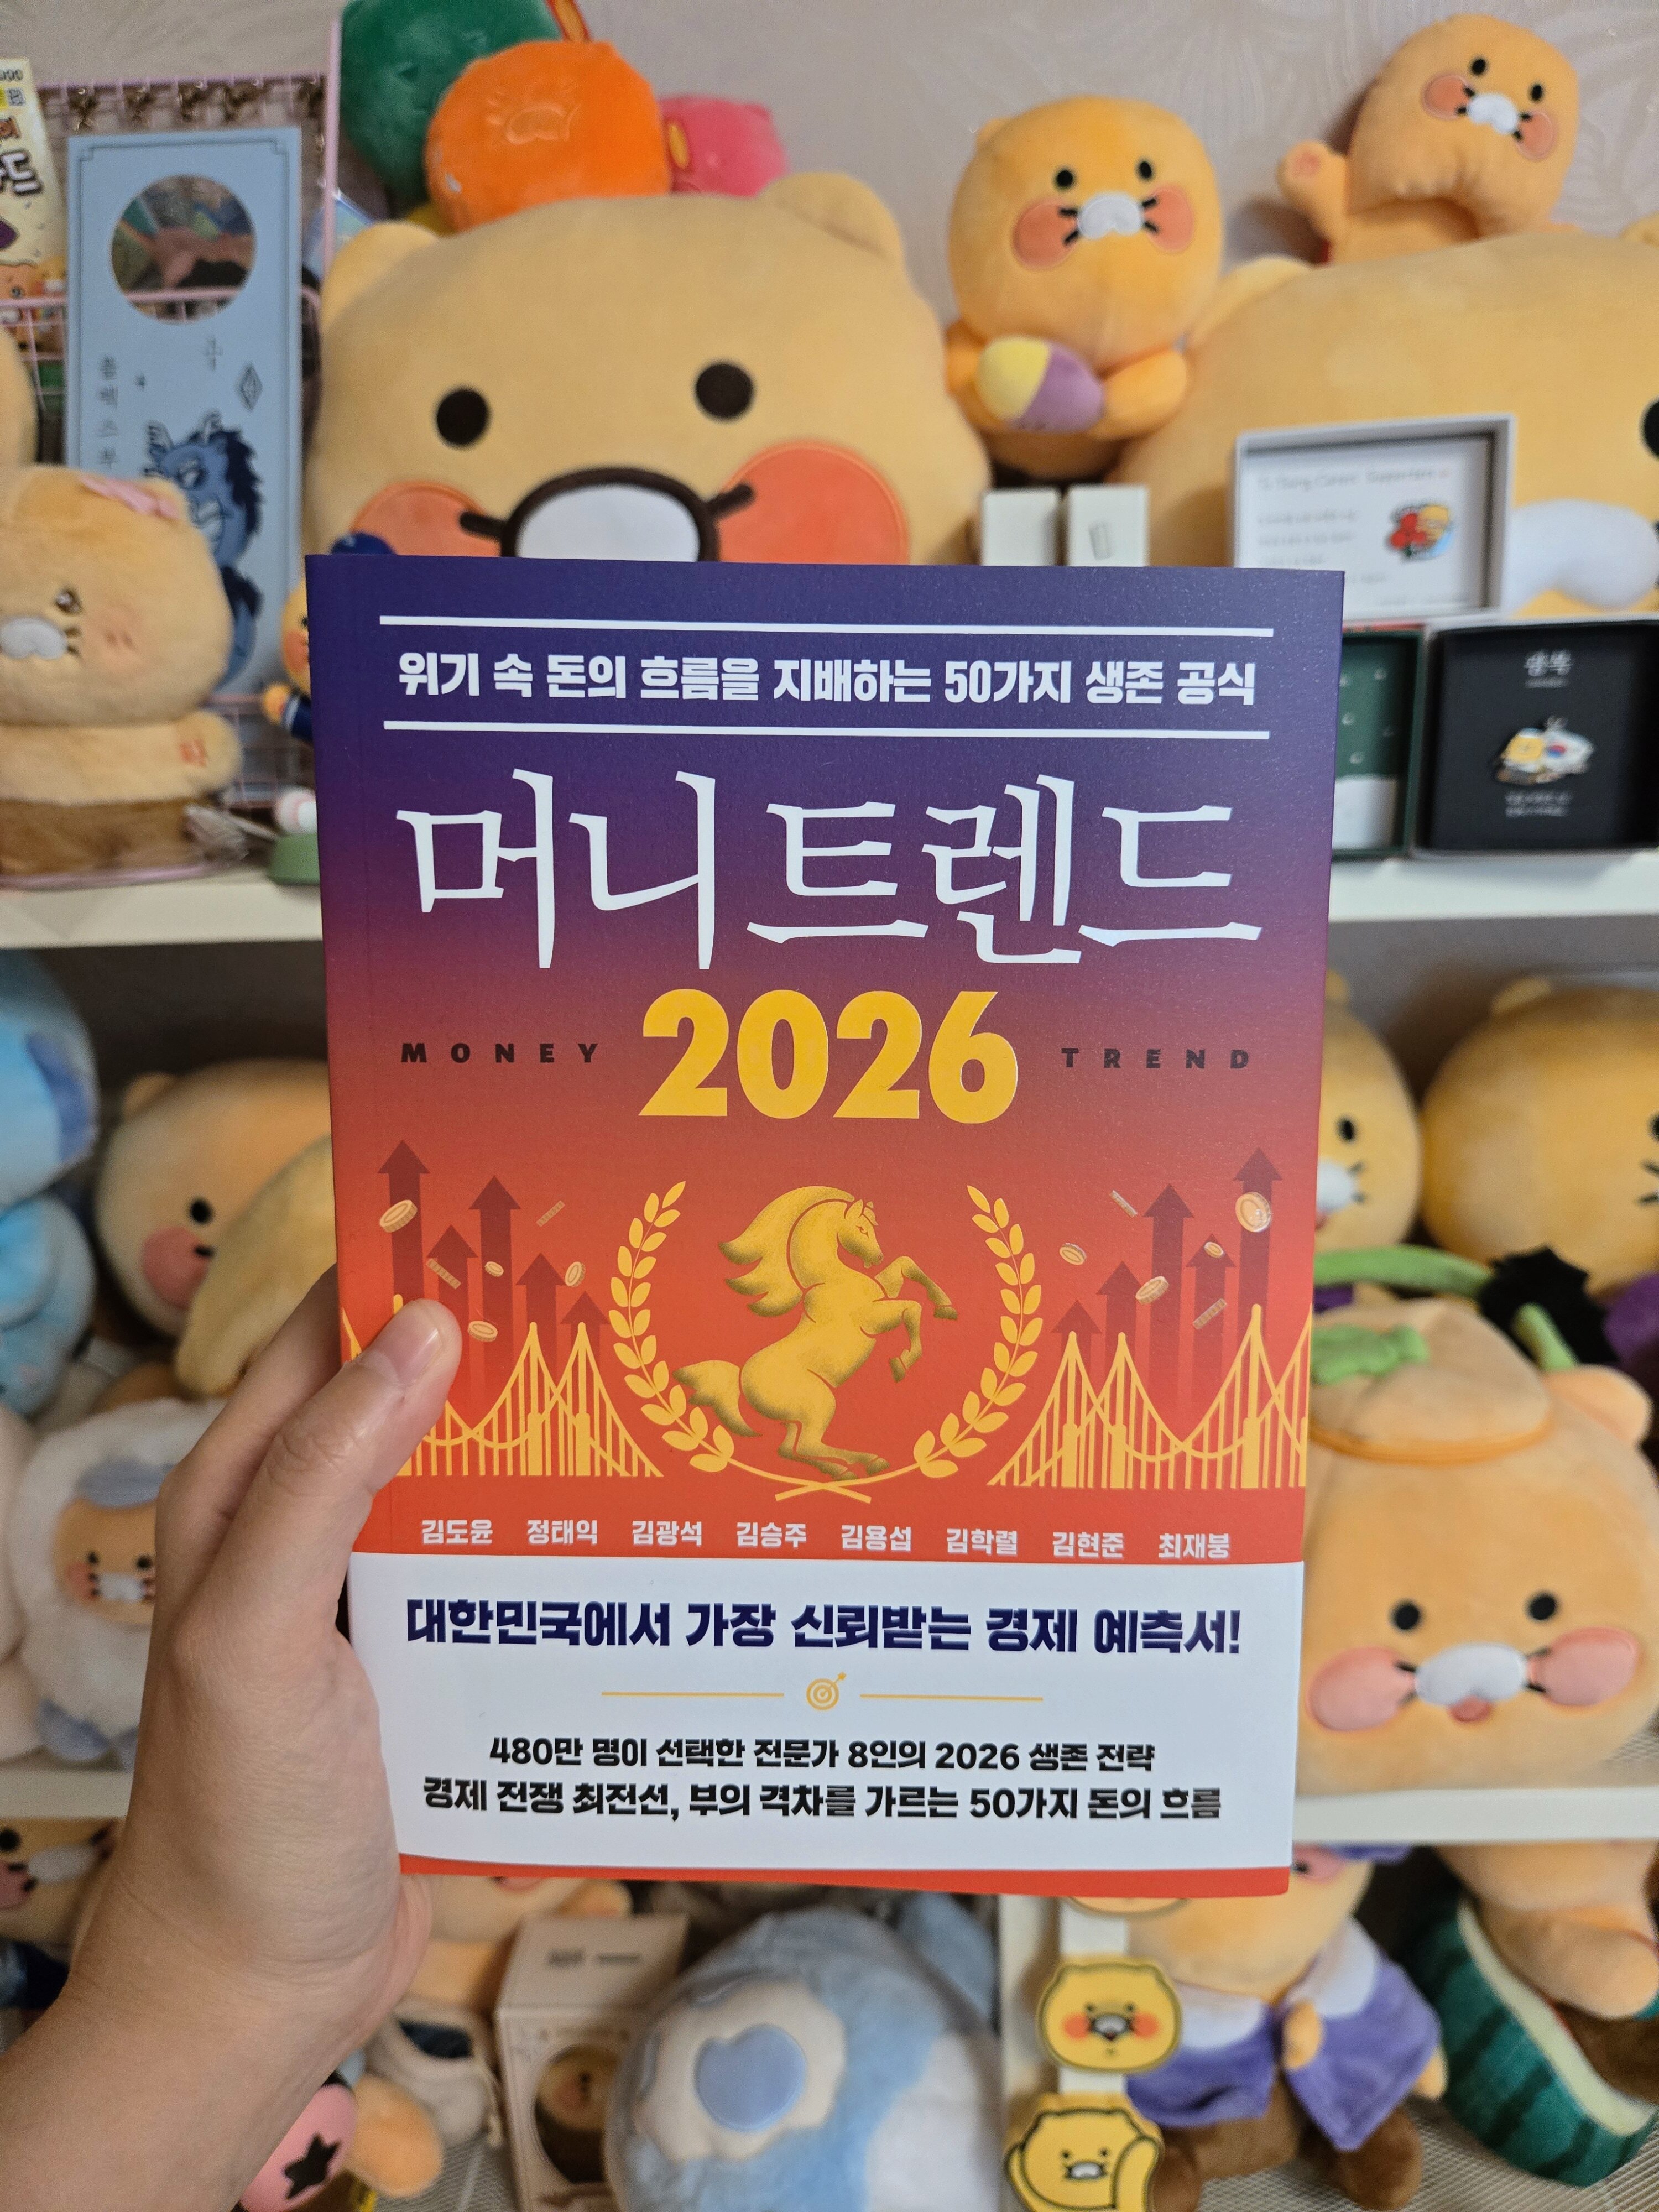 위기 속 돈의 흐름을 지배하는 50가지 생존 공식
머니트렌드
MONEY 2026 TREND
김도윤 정태익 김광석 김승주 김용섭 김학렬 김현준 최재붕
대한민국에서 가장 신뢰받는 경제 예측서!
480만 명이 선택한 전문가 8인의 2026 생존 전략
경제 전쟁 최전선, 부의 격차를 가르는 50가지 돈의 흐름